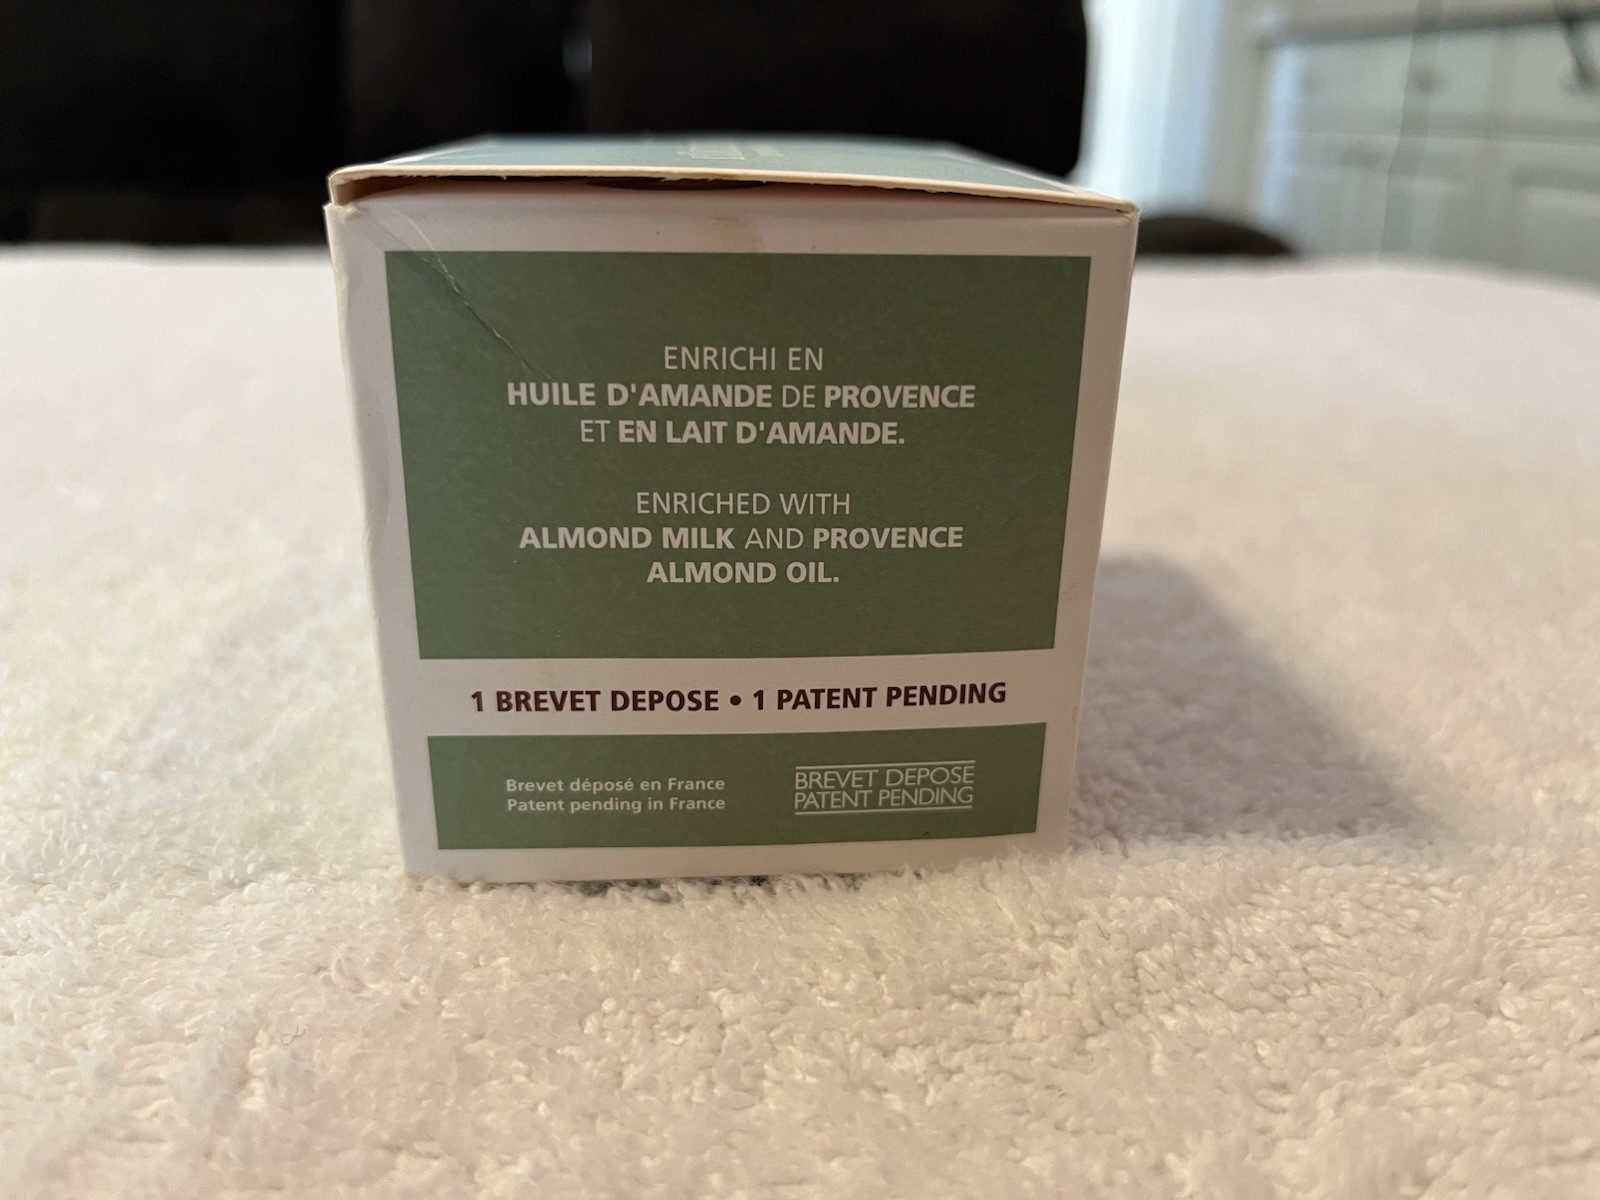 ENRICHI EN
HUILE D'AMANDE DE PROVENCE
ET EN LAIT D'AMANDE.
ENRICHED WITH
ALMOND MILK AND PROVENCE
ALMOND OIL.
1 BREVET DEPOSE • 1 PATENT PENDING
Brevet déposé en France
Patent pending in France
BREVET DEPOSE
PATENT PENDING